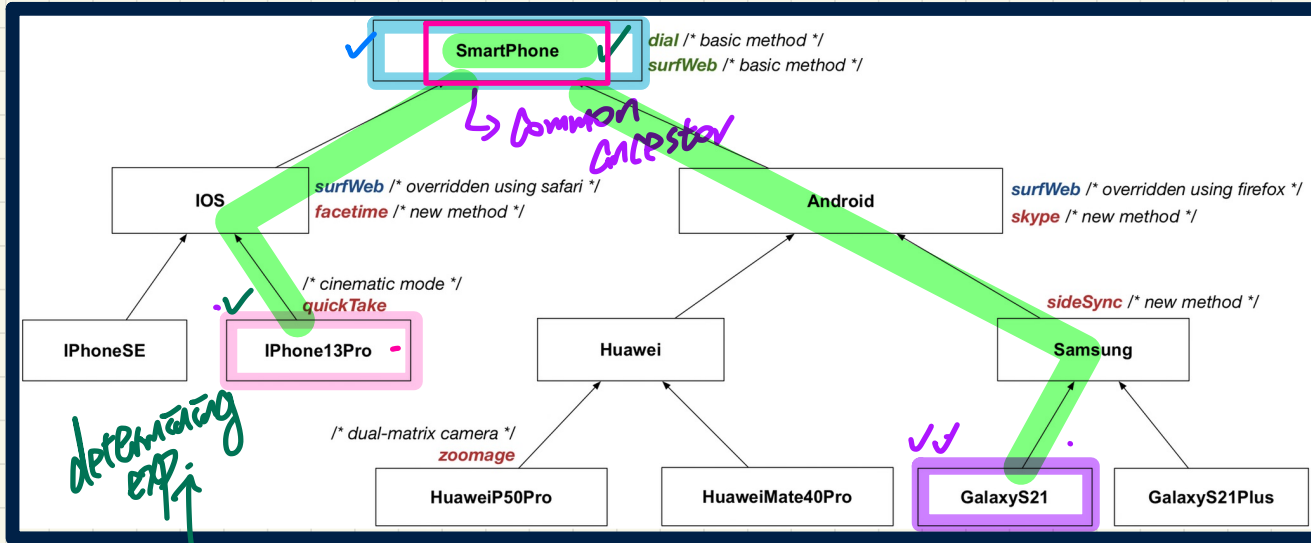 SmartPhone
dial /* basic method */
surfWeb /* basic method */
↳ Common
ancestor
IOS
surfWeb /* overridden using safari */
facetime /* new method */
Android
surfWeb /* overridden using firefox */
skype /* new method */
/* cinematic mode */
quickTake
sideSync /* new method */
IPhoneSE
IPhone13Pro
Huawei
Samsung
determining
exp.
/* dual-matrix camera */
zoomage
HuaweiP50Pro
HuaweiMate40Pro
GalaxyS21
GalaxyS21Plus